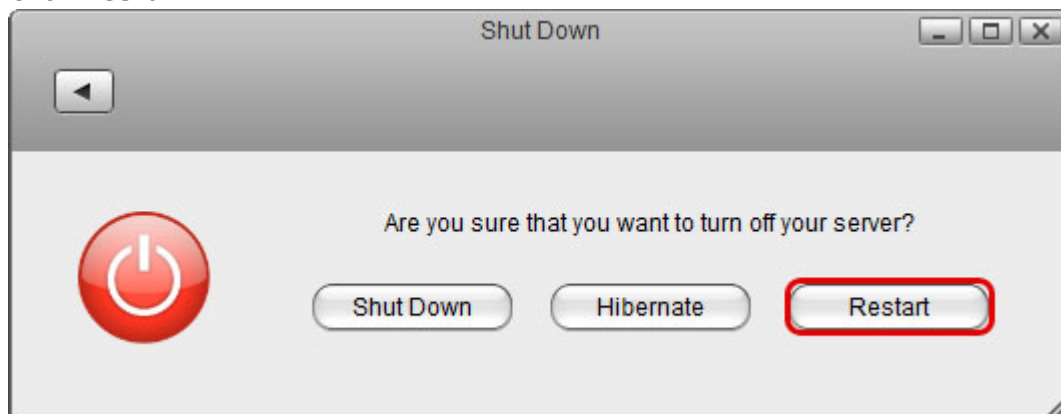 Shut Down
Are you sure that you want to turn off your server?
Shut Down Hibernate Restart